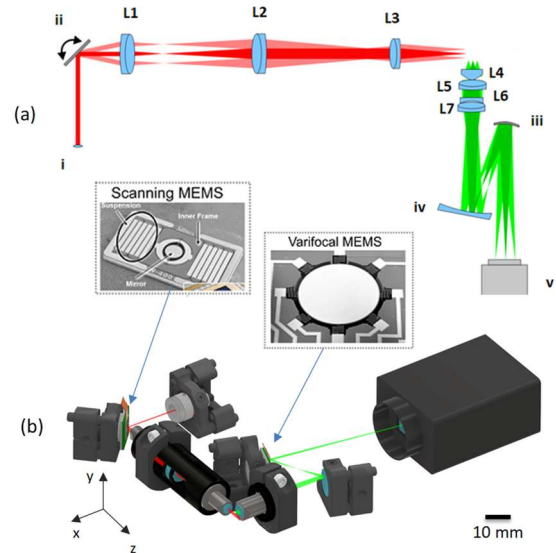 ii
L1
L2
L3
L4
L5
L6
L7
iii
(a)
i
iv
v
Scanning MEMS
Suspension
Inner Frame
Mirror
Varifocal MEMS
(b)
y
x
z
10 mm